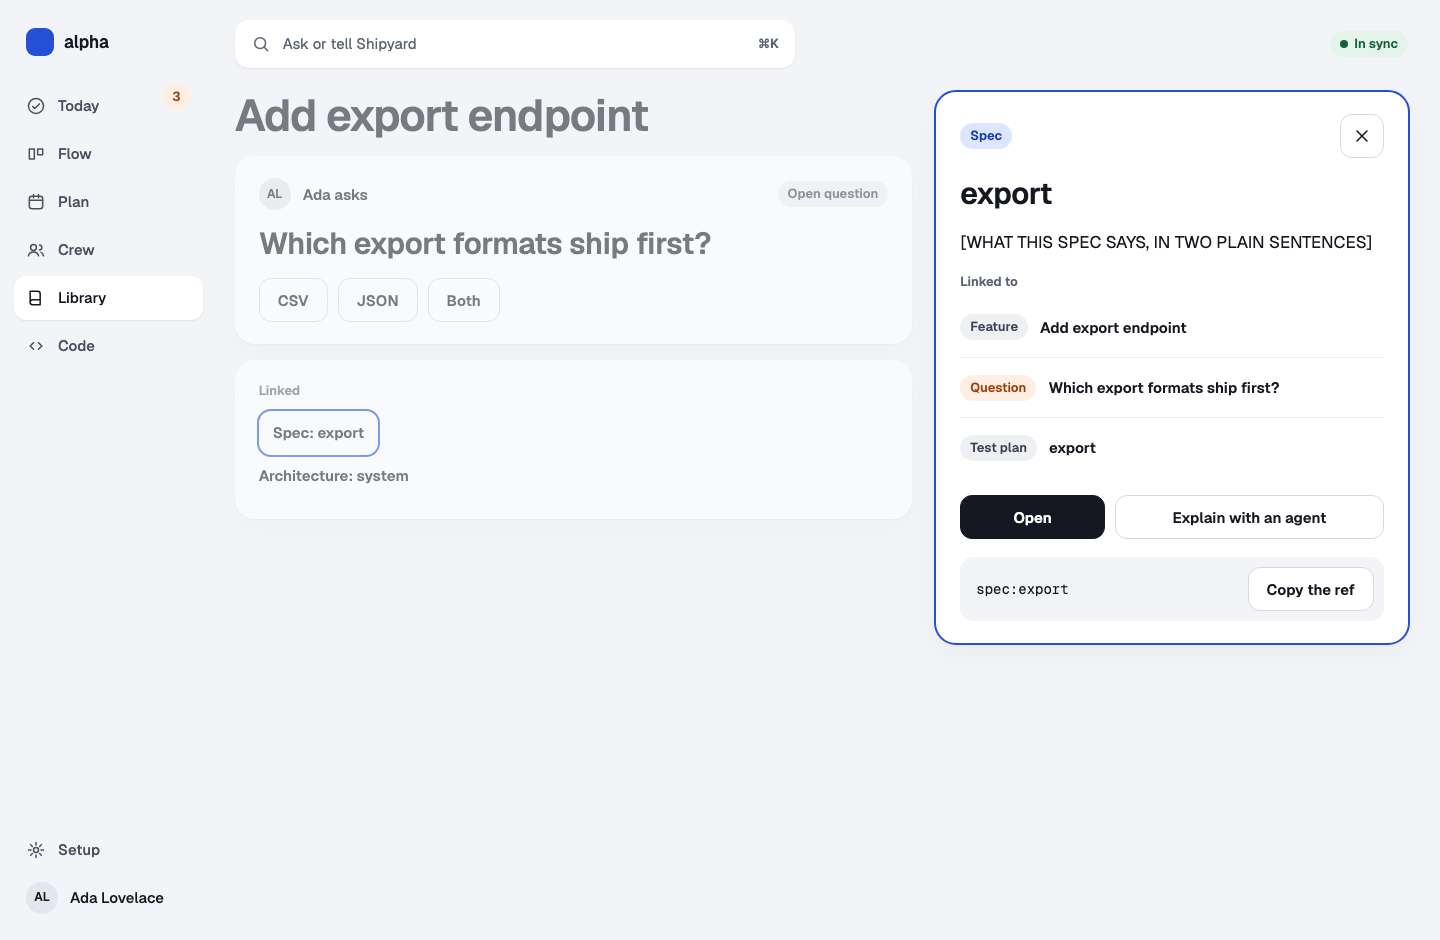 alpha
Today
3
Flow
Plan
Crew
Library
Code
Setup
AL
Ada Lovelace
Ask or tell Shipyard
⌘K
In sync
Add export endpoint
AL
Ada asks
Open question
Which export formats ship first?
CSV
JSON
Both
Linked
Spec: export
Architecture: system
Spec
export
[WHAT THIS SPEC SAYS, IN TWO PLAIN SENTENCES]
Linked to
Feature
Add export endpoint
Question
Which export formats ship first?
Test plan
export
Open
Explain with an agent
spec:export
Copy the ref